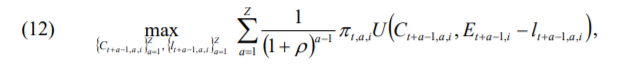 (12) $\max_{\{C_{t+a-1,a,i}\}_{a=1}^{Z},\{l_{t+a-1,a,i}\}_{a=1}^{Z}} \sum_{a=1}^{Z} \frac{1}{(1+\rho)^{a-1}} \pi_{t,a,i} U(C_{t+a-1,a,i}, E_{t+a-1,i} - l_{t+a-1,a,i}),$